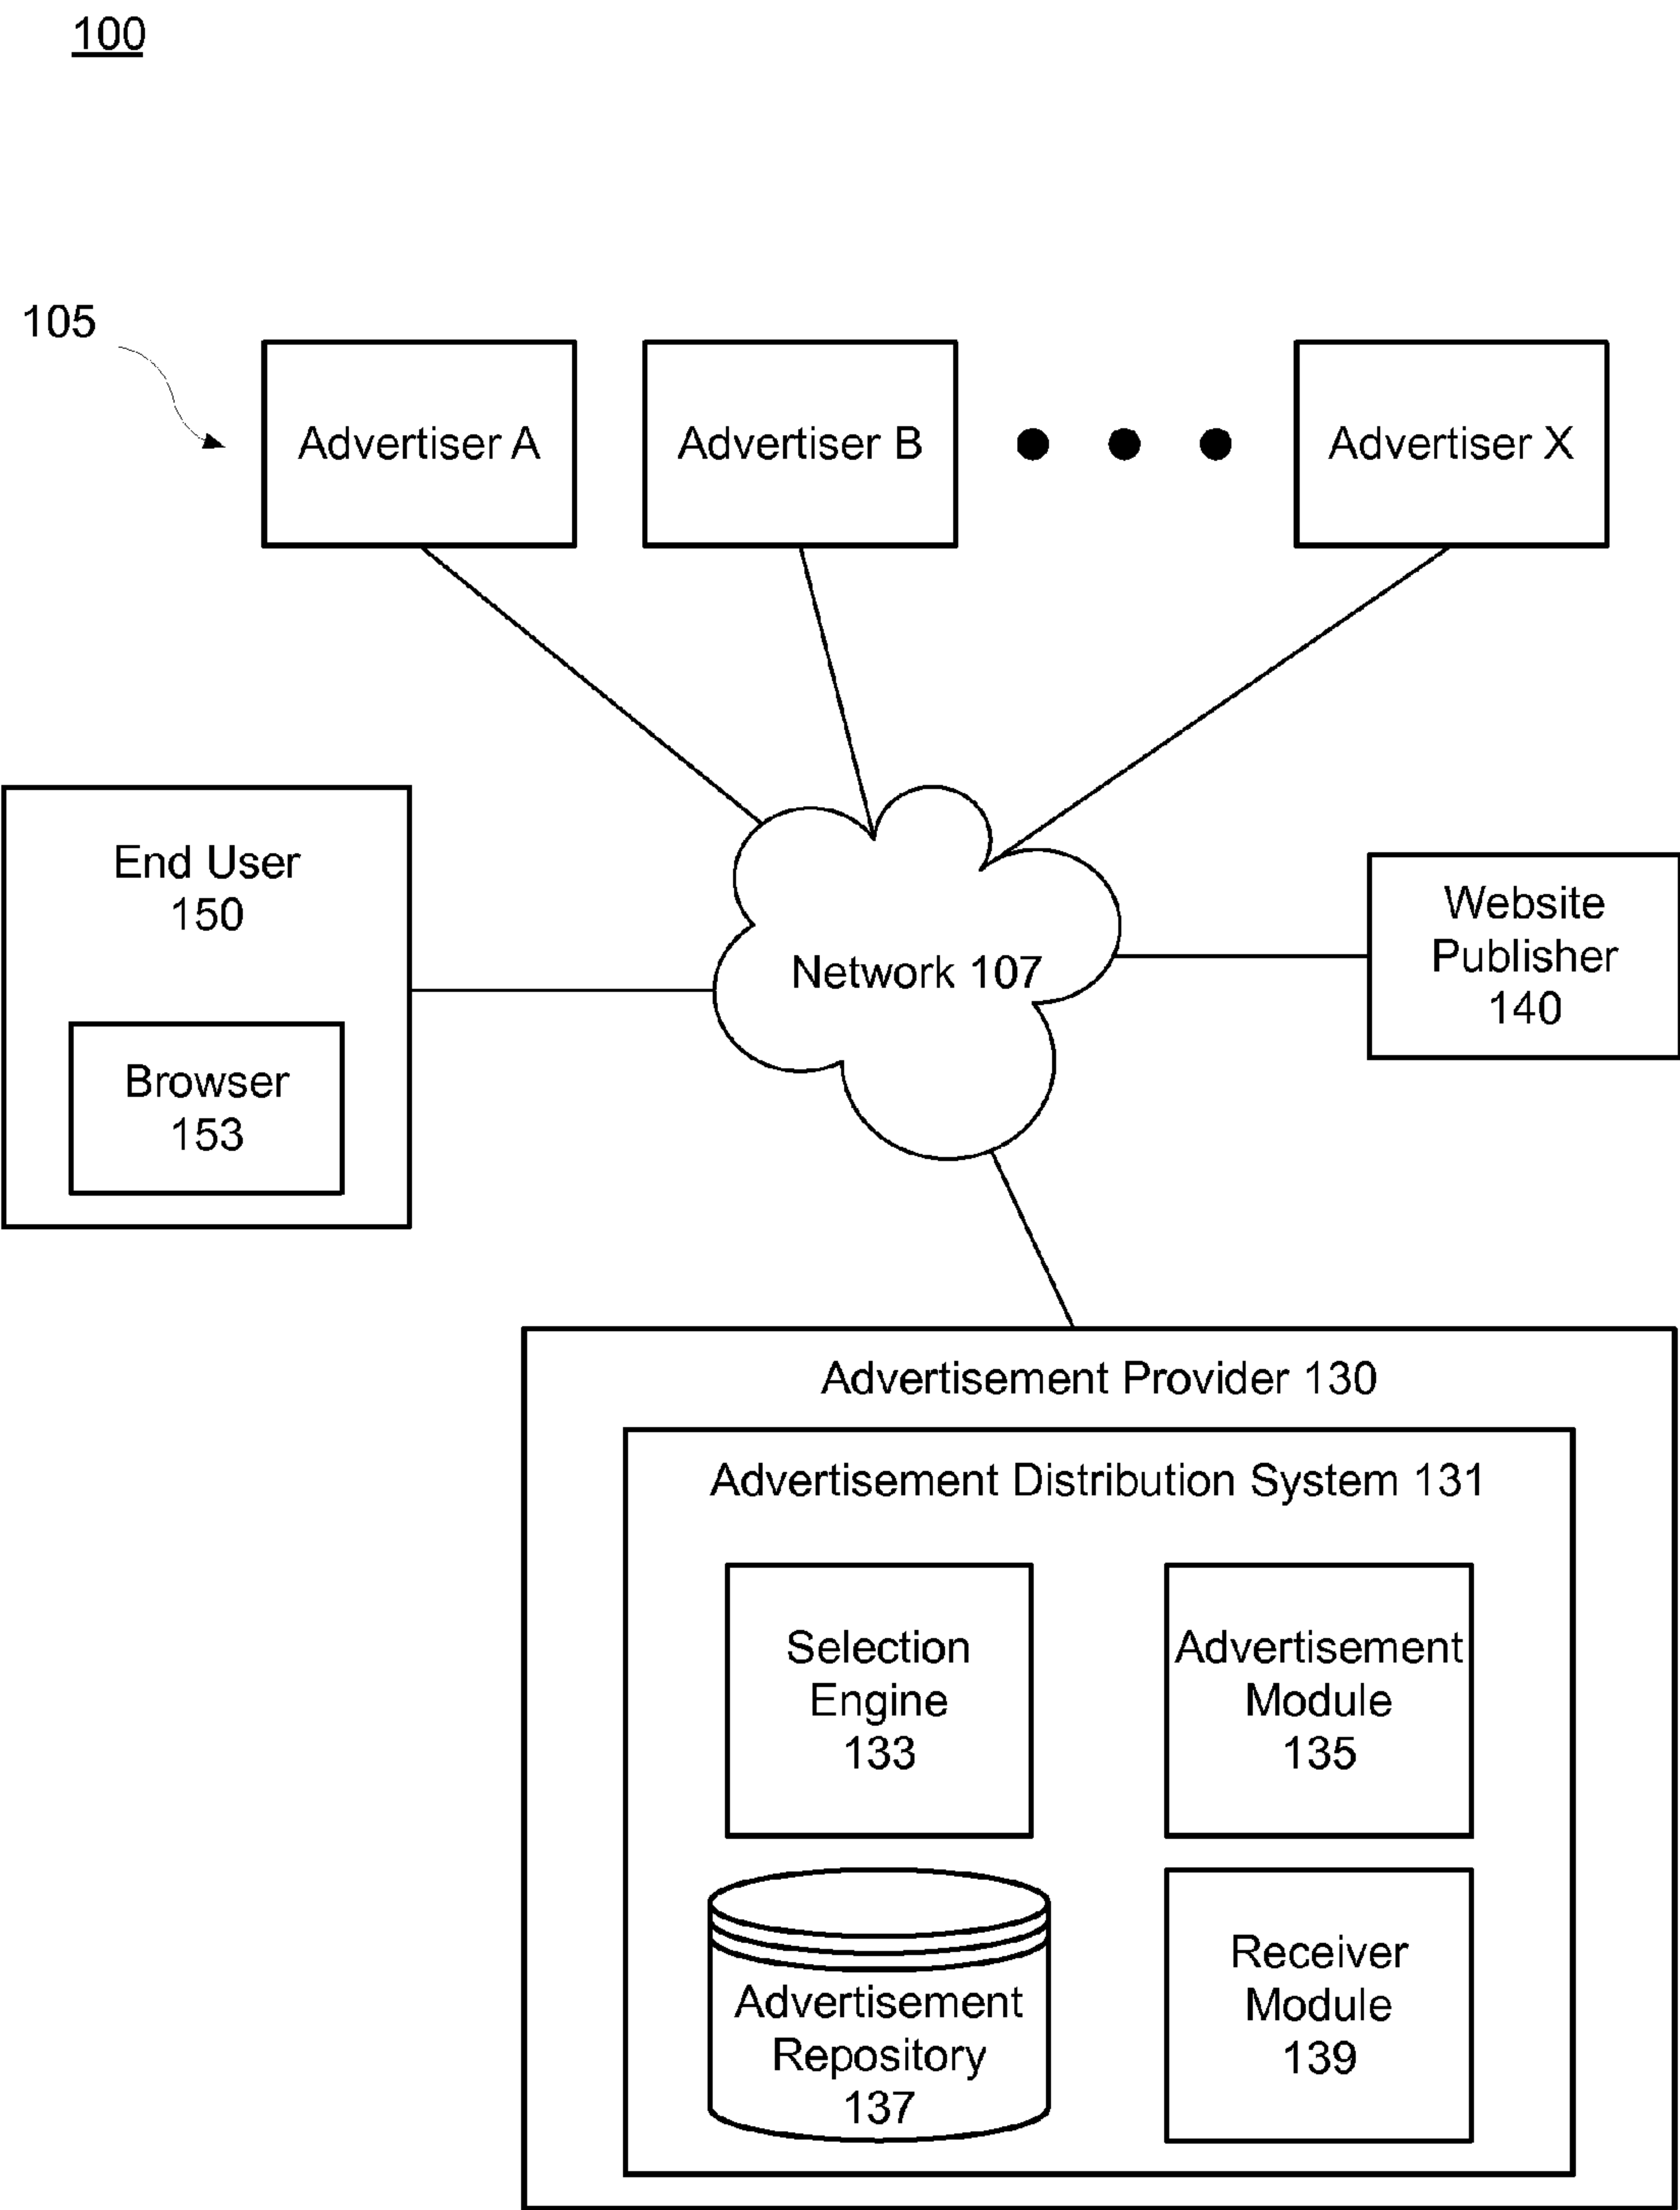 100
105
Advertiser A
Advertiser B
Advertiser X
End User
150
Browser
153
Network 107
Website
Publisher
140
Advertisement Provider 130
Advertisement Distribution System 131
Selection
Engine
133
Advertisement
Module
135
Advertisement
Repository
137
Receiver
Module
139